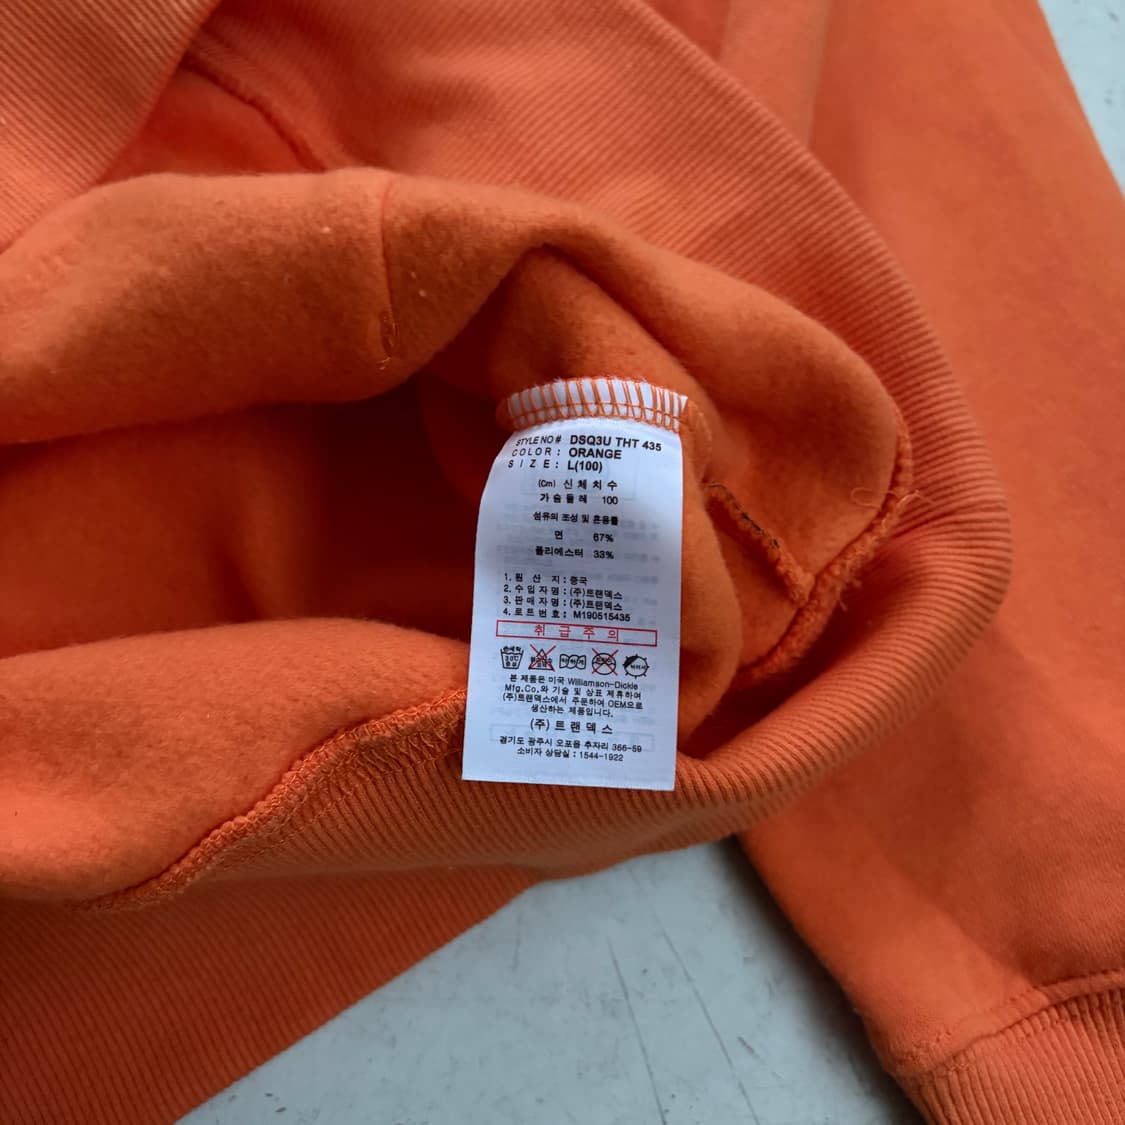 STYLE NO# DSQ3U THT 435
COLOR: ORANGE
SIZE: L(100)
(Cm) 신체치수
가슴둘레 100
섬유의 조성 및 혼용률
면 67%
폴리에스터 33%
1. 원 산 지 : 중국
2. 수입자명 : (주)트랜덱스
3. 판매자명 : (주)트랜덱스
4. 로트번호 : M190515435
취급주의
30℃
본 제품은 미국 Williamson-Dickie
Mfg.Co.와 기술 및 상표 제휴하여
(주)트랜덱스에서 주문하여 OEM으로
생산하는 제품입니다.
(주)트랜덱스
경기도 광주시 오포읍 추자리 366-59
소비자 상담실 : 1544-1922